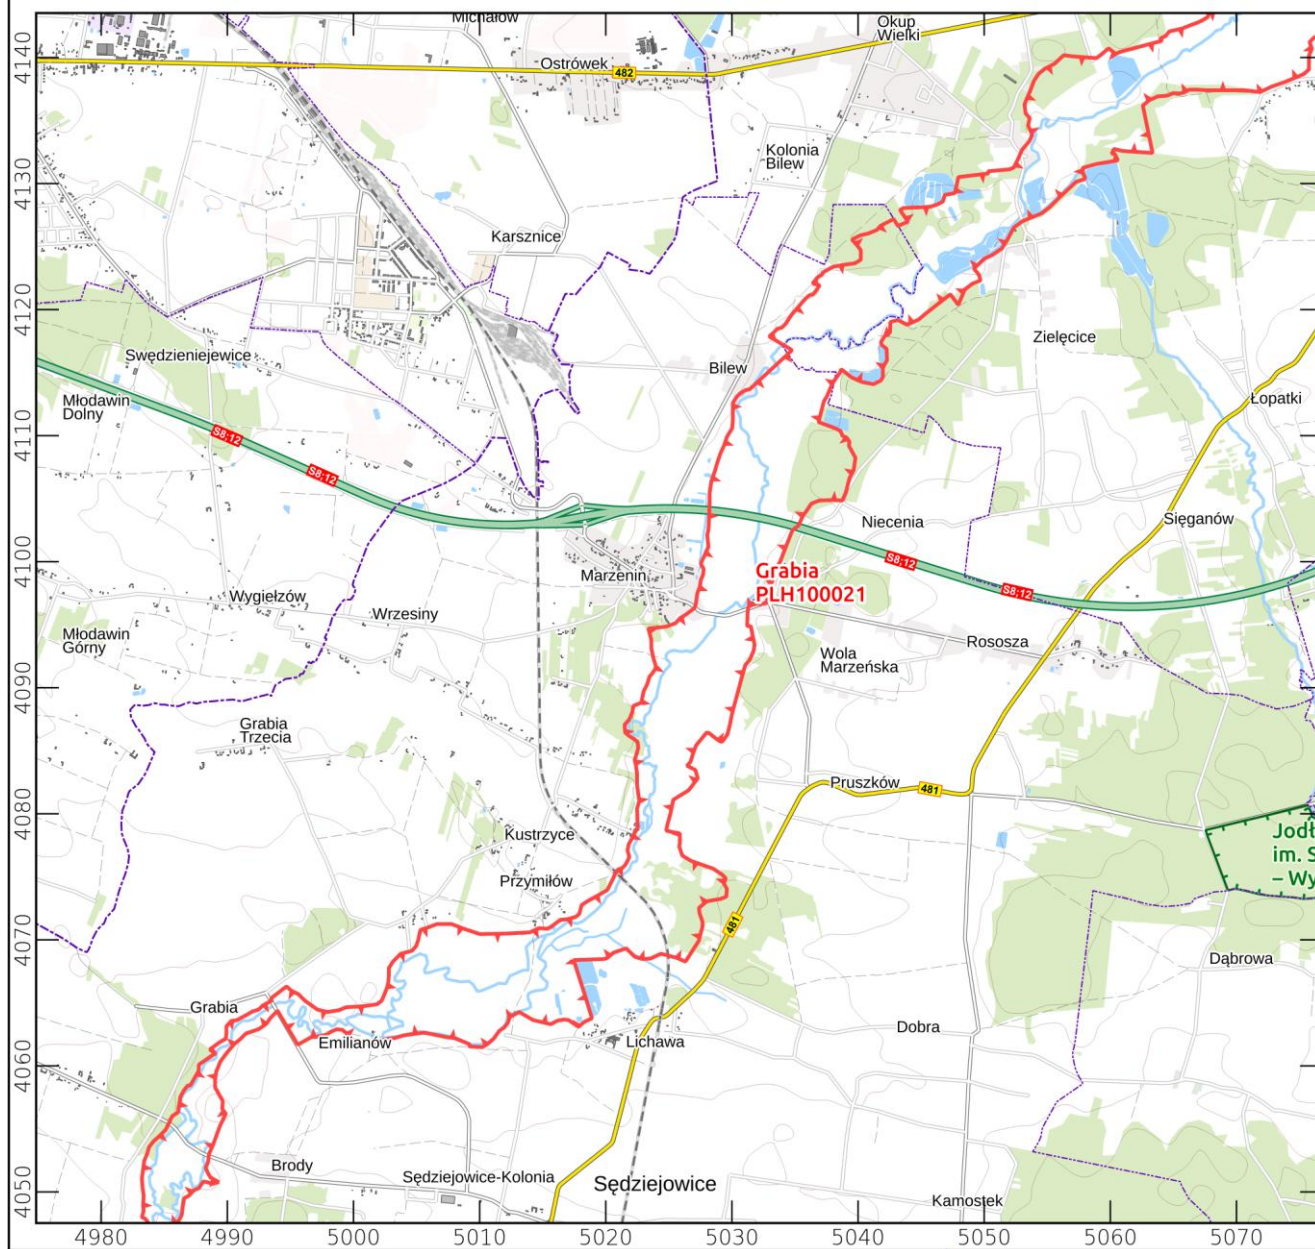 Michałów
Okup
Wielki
Ostrówek
482
Kolonia
Bilew
Karsznice
Zielęcice
Swędzieniejewice
Bilew
Młodawin
Dolny
Łopatki
S8;12
S8;12
Niecenia
Sięganów
S8;12
Marzenin
Grabia
PLH100021
S8;12
Wygiełzów
Wrzesiny
Młodawin
Górny
Rososza
Wola
Marzeńska
Grabia
Trzecia
Pruszków
481
Kustrzyce
Jodł
im. S
– Wy
Przymiłów
481
Dąbrowa
Grabia
Emilianów
Lichawa
Dobra
Brody
Sędziejowice-Kolonia
Sędziejowice
Kamostek
4140
4130
4120
4110
4100
4090
4080
4070
4060
4050
4980 4990 5000 5010 5020 5030 5040 5050 5060 5070